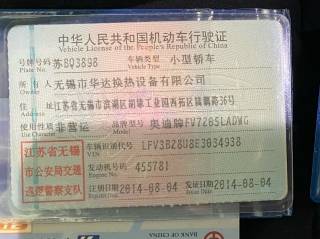 中华人民共和国机动车行驶证
Vehicle License of the People's Republic of China
号牌号码 苏BQ3898 车辆类型 小型轿车
Plate No. Vehicle Type
所有人 无锡市华达换热设备有限公司
Owner
住址 江苏省无锡市滨湖区胡埭工业园西拓区 36号
Address
使用性质 非营运 品牌型号 奥迪牌FV7205LADWG
Use Character Model
江苏省无锡
市公安局交通
巡逻警察支队
车辆识别代号 LFV3B28U8E3034938
VIN
发动机号码 455781
Engine No.
注册日期 2014-08-04 发证日期 2014-08-04
Register Date Issue Date
BANK OF CHINA